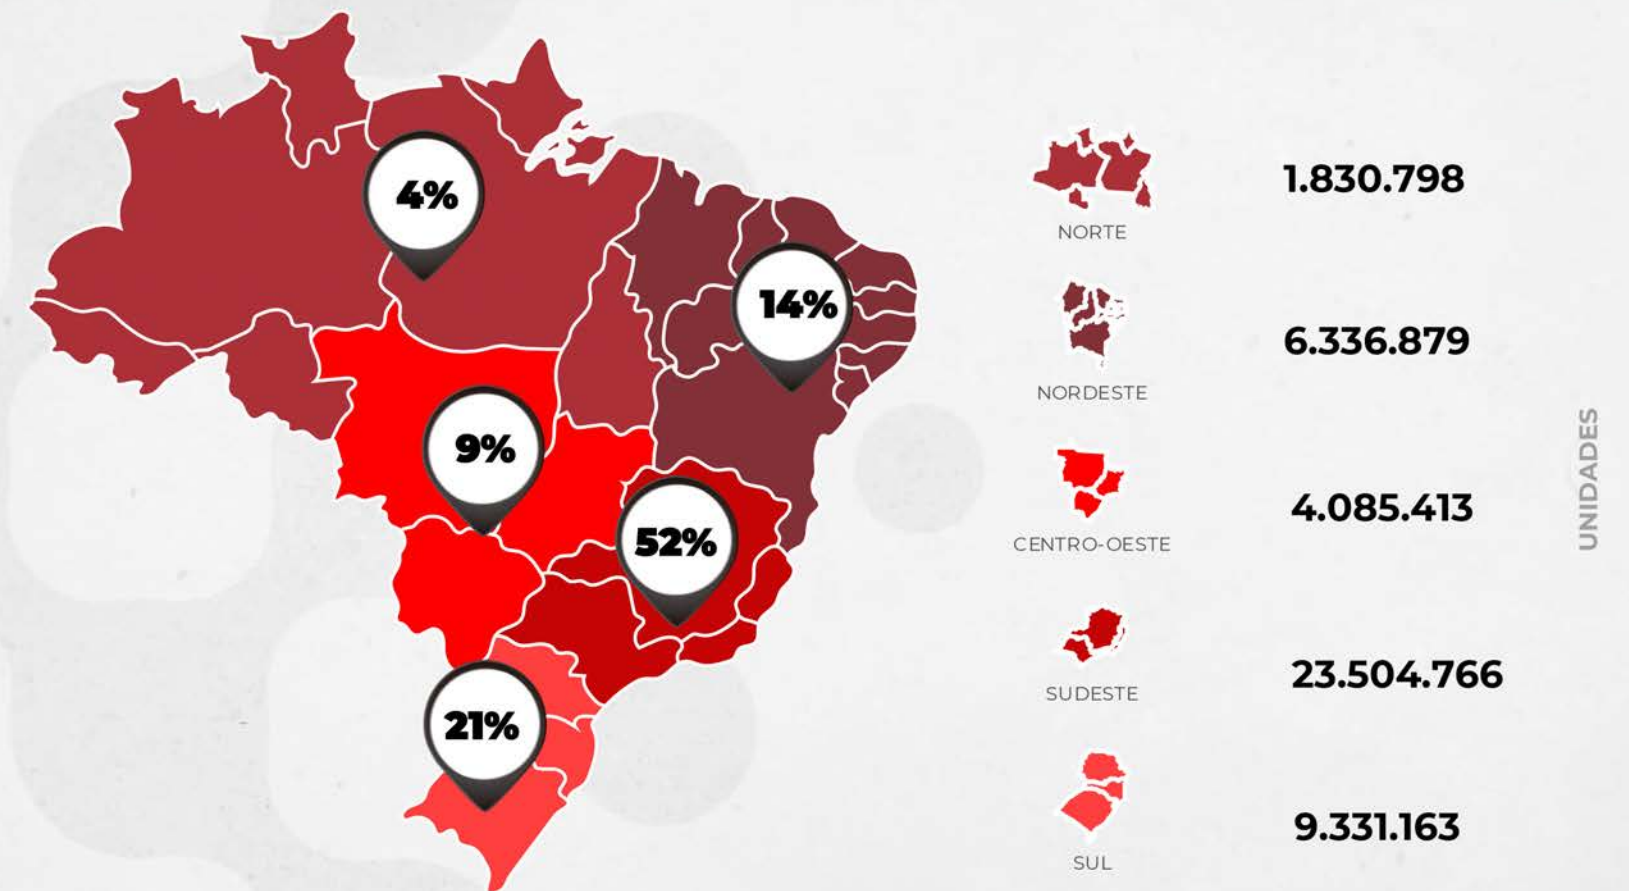 4%
14%
9%
52%
21%
1.830.798
NORTE
6.336.879
NORDESTE
4.085.413
CENTRO-OESTE
23.504.766
SUDESTE
9.331.163
SUL
UNIDADES